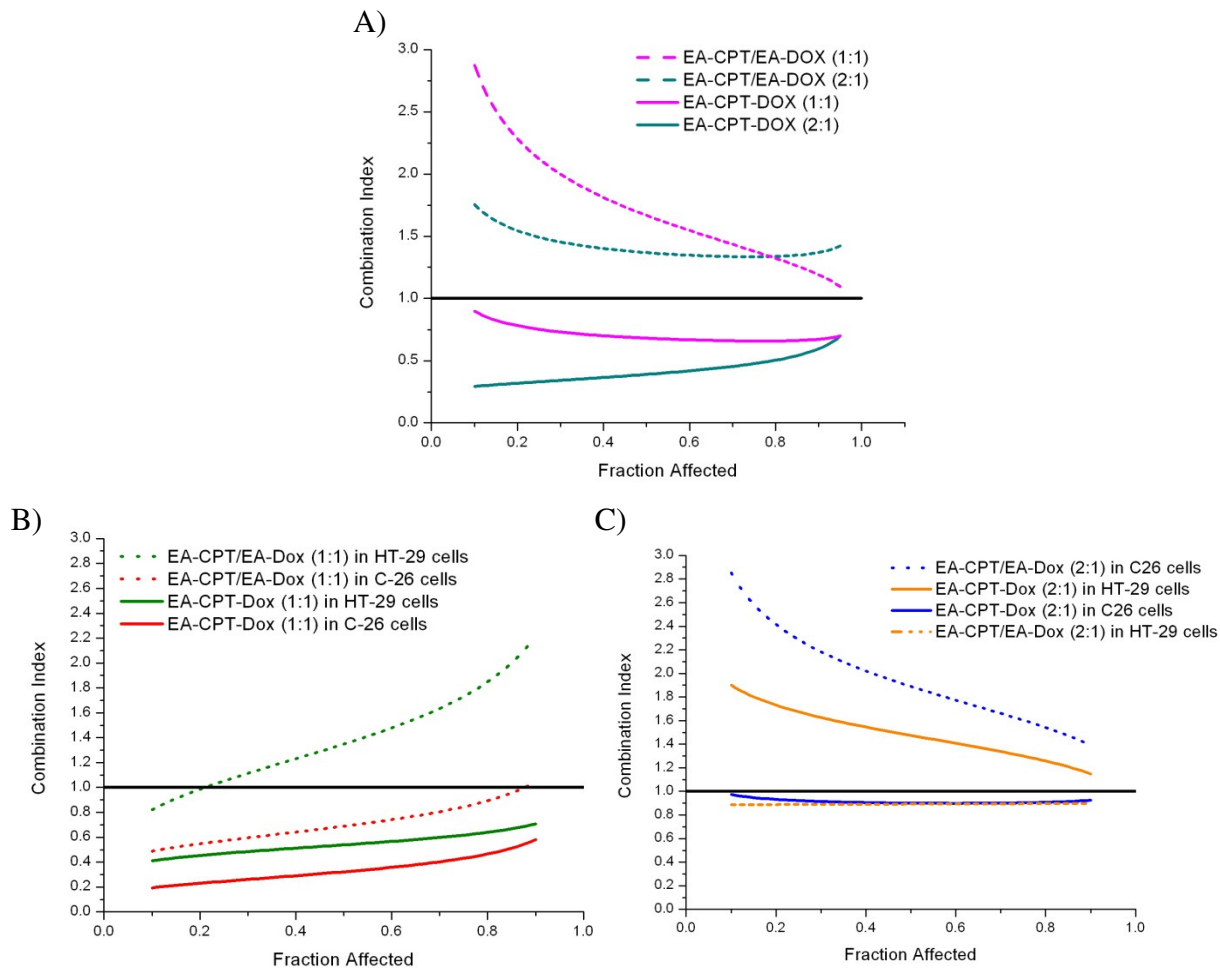 A)
EA-CPT/EA-DOX (1:1)
EA-CPT/EA-DOX (2:1)
EA-CPT-DOX (1:1)
EA-CPT-DOX (2:1)
Combination Index
3.0
2.5
2.0
1.5
1.0
0.5
0.0
0.0 0.2 0.4 0.6 0.8 1.0
Fraction Affected
B)
EA-CPT/EA-Dox (1:1) in HT-29 cells
EA-CPT/EA-Dox (1:1) in C-26 cells
EA-CPT-Dox (1:1) in HT-29 cells
EA-CPT-Dox (1:1) in C-26 cells
Combination Index
3.0
2.8
2.6
2.4
2.2
2.0
1.8
1.6
1.4
1.2
1.0
0.8
0.6
0.4
0.2
0.0
0.0 0.2 0.4 0.6 0.8 1.0
Fraction Affected
C)
EA-CPT/EA-Dox (2:1) in C26 cells
EA-CPT-Dox (2:1) in HT-29 cells
EA-CPT-Dox (2:1) in C26 cells
EA-CPT/EA-Dox (2:1) in HT-29 cells
Combination Index
3.0
2.8
2.6
2.4
2.2
2.0
1.8
1.6
1.4
1.2
1.0
0.8
0.6
0.4
0.2
0.0
0.0 0.2 0.4 0.6 0.8 1.0
Fraction Affected